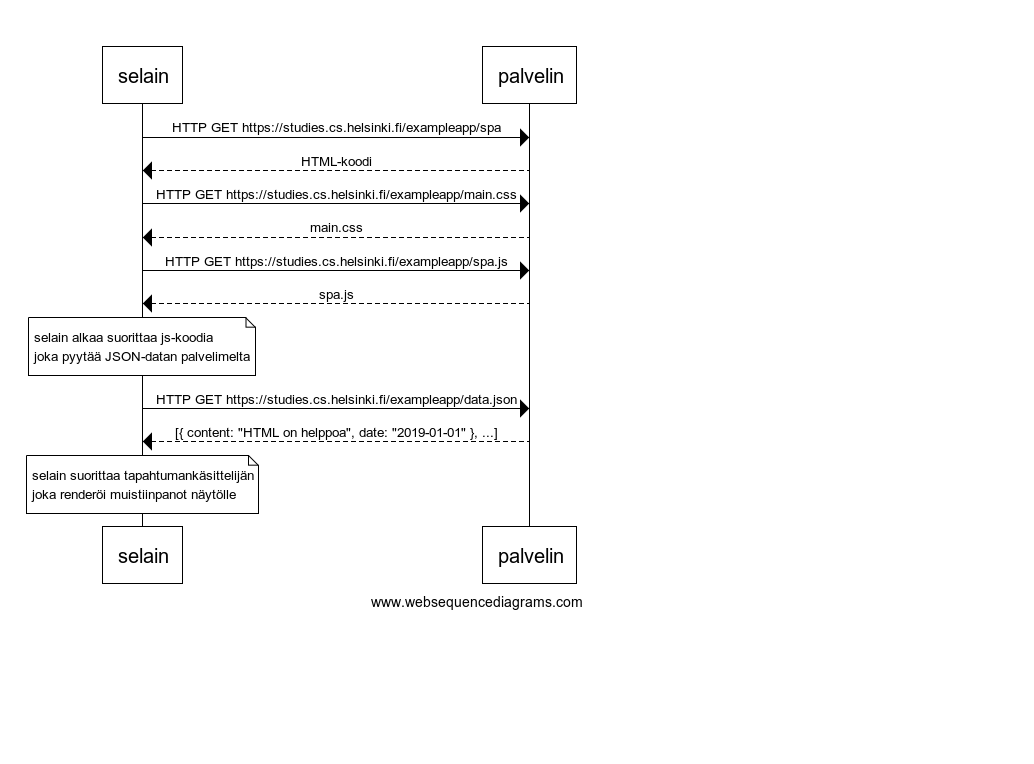 selain
palvelin
HTTP GET https://studies.cs.helsinki.fi/exampleapp/spa
HTML-koodi
HTTP GET https://studies.cs.helsinki.fi/exampleapp/main.css
main.css
HTTP GET https://studies.cs.helsinki.fi/exampleapp/spa.js
spa.js
selain alkaa suorittaa js-koodia
joka pyytää JSON-datan palvelimelta
HTTP GET https://studies.cs.helsinki.fi/exampleapp/data.json
[{ content: "HTML on helppoa", date: "2019-01-01" }, ...]
selain suorittaa tapahtumankäsittelijän
joka renderöi muistiinpanot näytölle
selain
palvelin
www.websequencediagrams.com